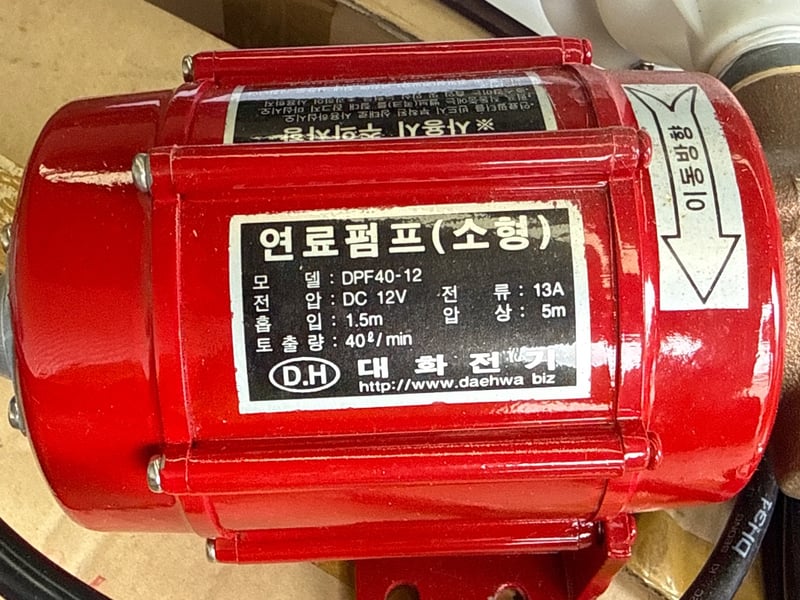 ※사용시 주의사항
이동방향
연료펌프(소형)
모 델 : DPF40-12
전 압 : DC 12V 전 류 : 13A
흡 입 : 1.5m 압 상 : 5m
토 출 량 : 40ℓ/min
D.H 대 화 전 기
http://www.daehwa biz